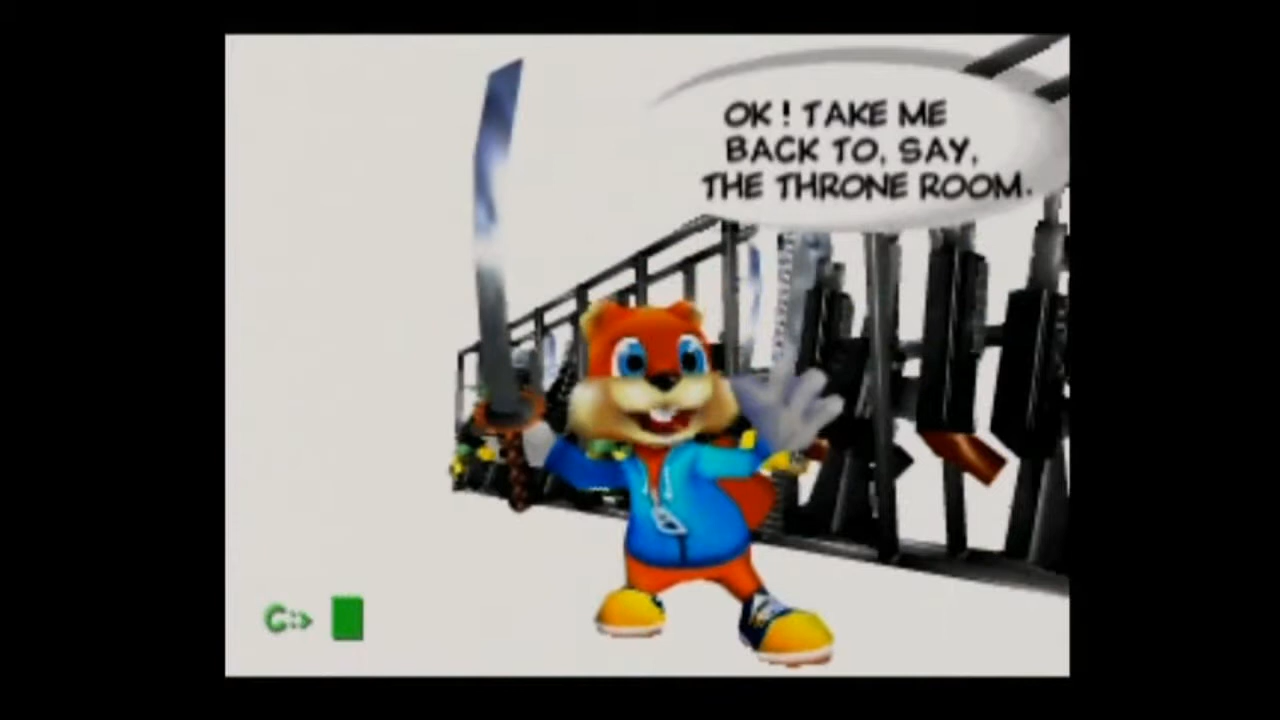 OK! TAKE ME
BACK TO, SAY,
THE THRONE ROOM.
C:>